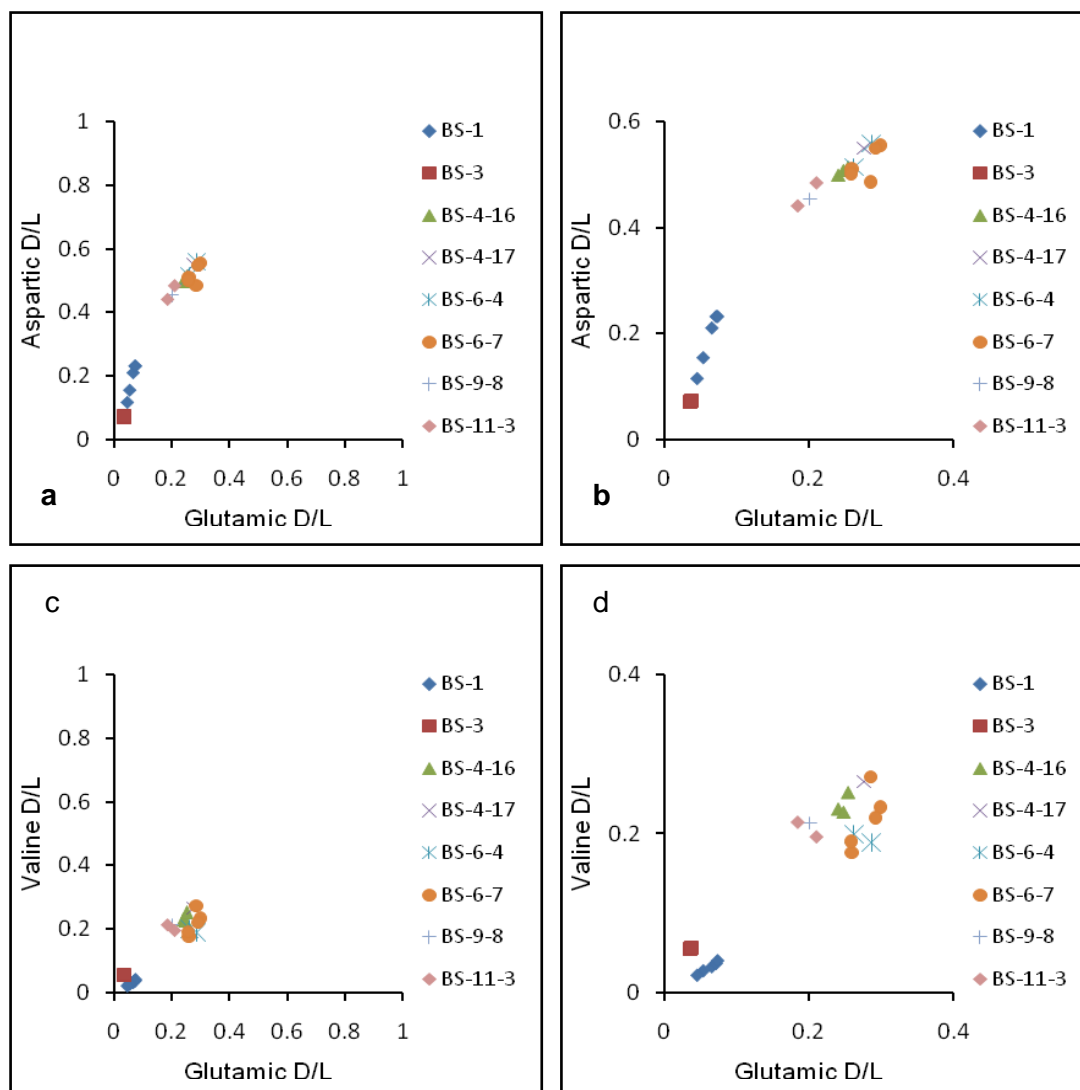 1
0.8
0.6
0.4
0.2
0
0 0.2 0.4 0.6 0.8 1
Aspartic D/L
Glutamic D/L
BS-1
BS-3
BS-4-16
BS-4-17
BS-6-4
BS-6-7
BS-9-8
BS-11-3
a
0.6
0.4
0.2
0
0 0.2 0.4
Aspartic D/L
Glutamic D/L
BS-1
BS-3
BS-4-16
BS-4-17
BS-6-4
BS-6-7
BS-9-8
BS-11-3
b
c
1
0.8
0.6
0.4
0.2
0
0 0.2 0.4 0.6 0.8 1
Valine D/L
Glutamic D/L
BS-1
BS-3
BS-4-16
BS-4-17
BS-6-4
BS-6-7
BS-9-8
BS-11-3
d
0.4
0.2
0
0 0.2 0.4
Valine D/L
Glutamic D/L
BS-1
BS-3
BS-4-16
BS-4-17
BS-6-4
BS-6-7
BS-9-8
BS-11-3